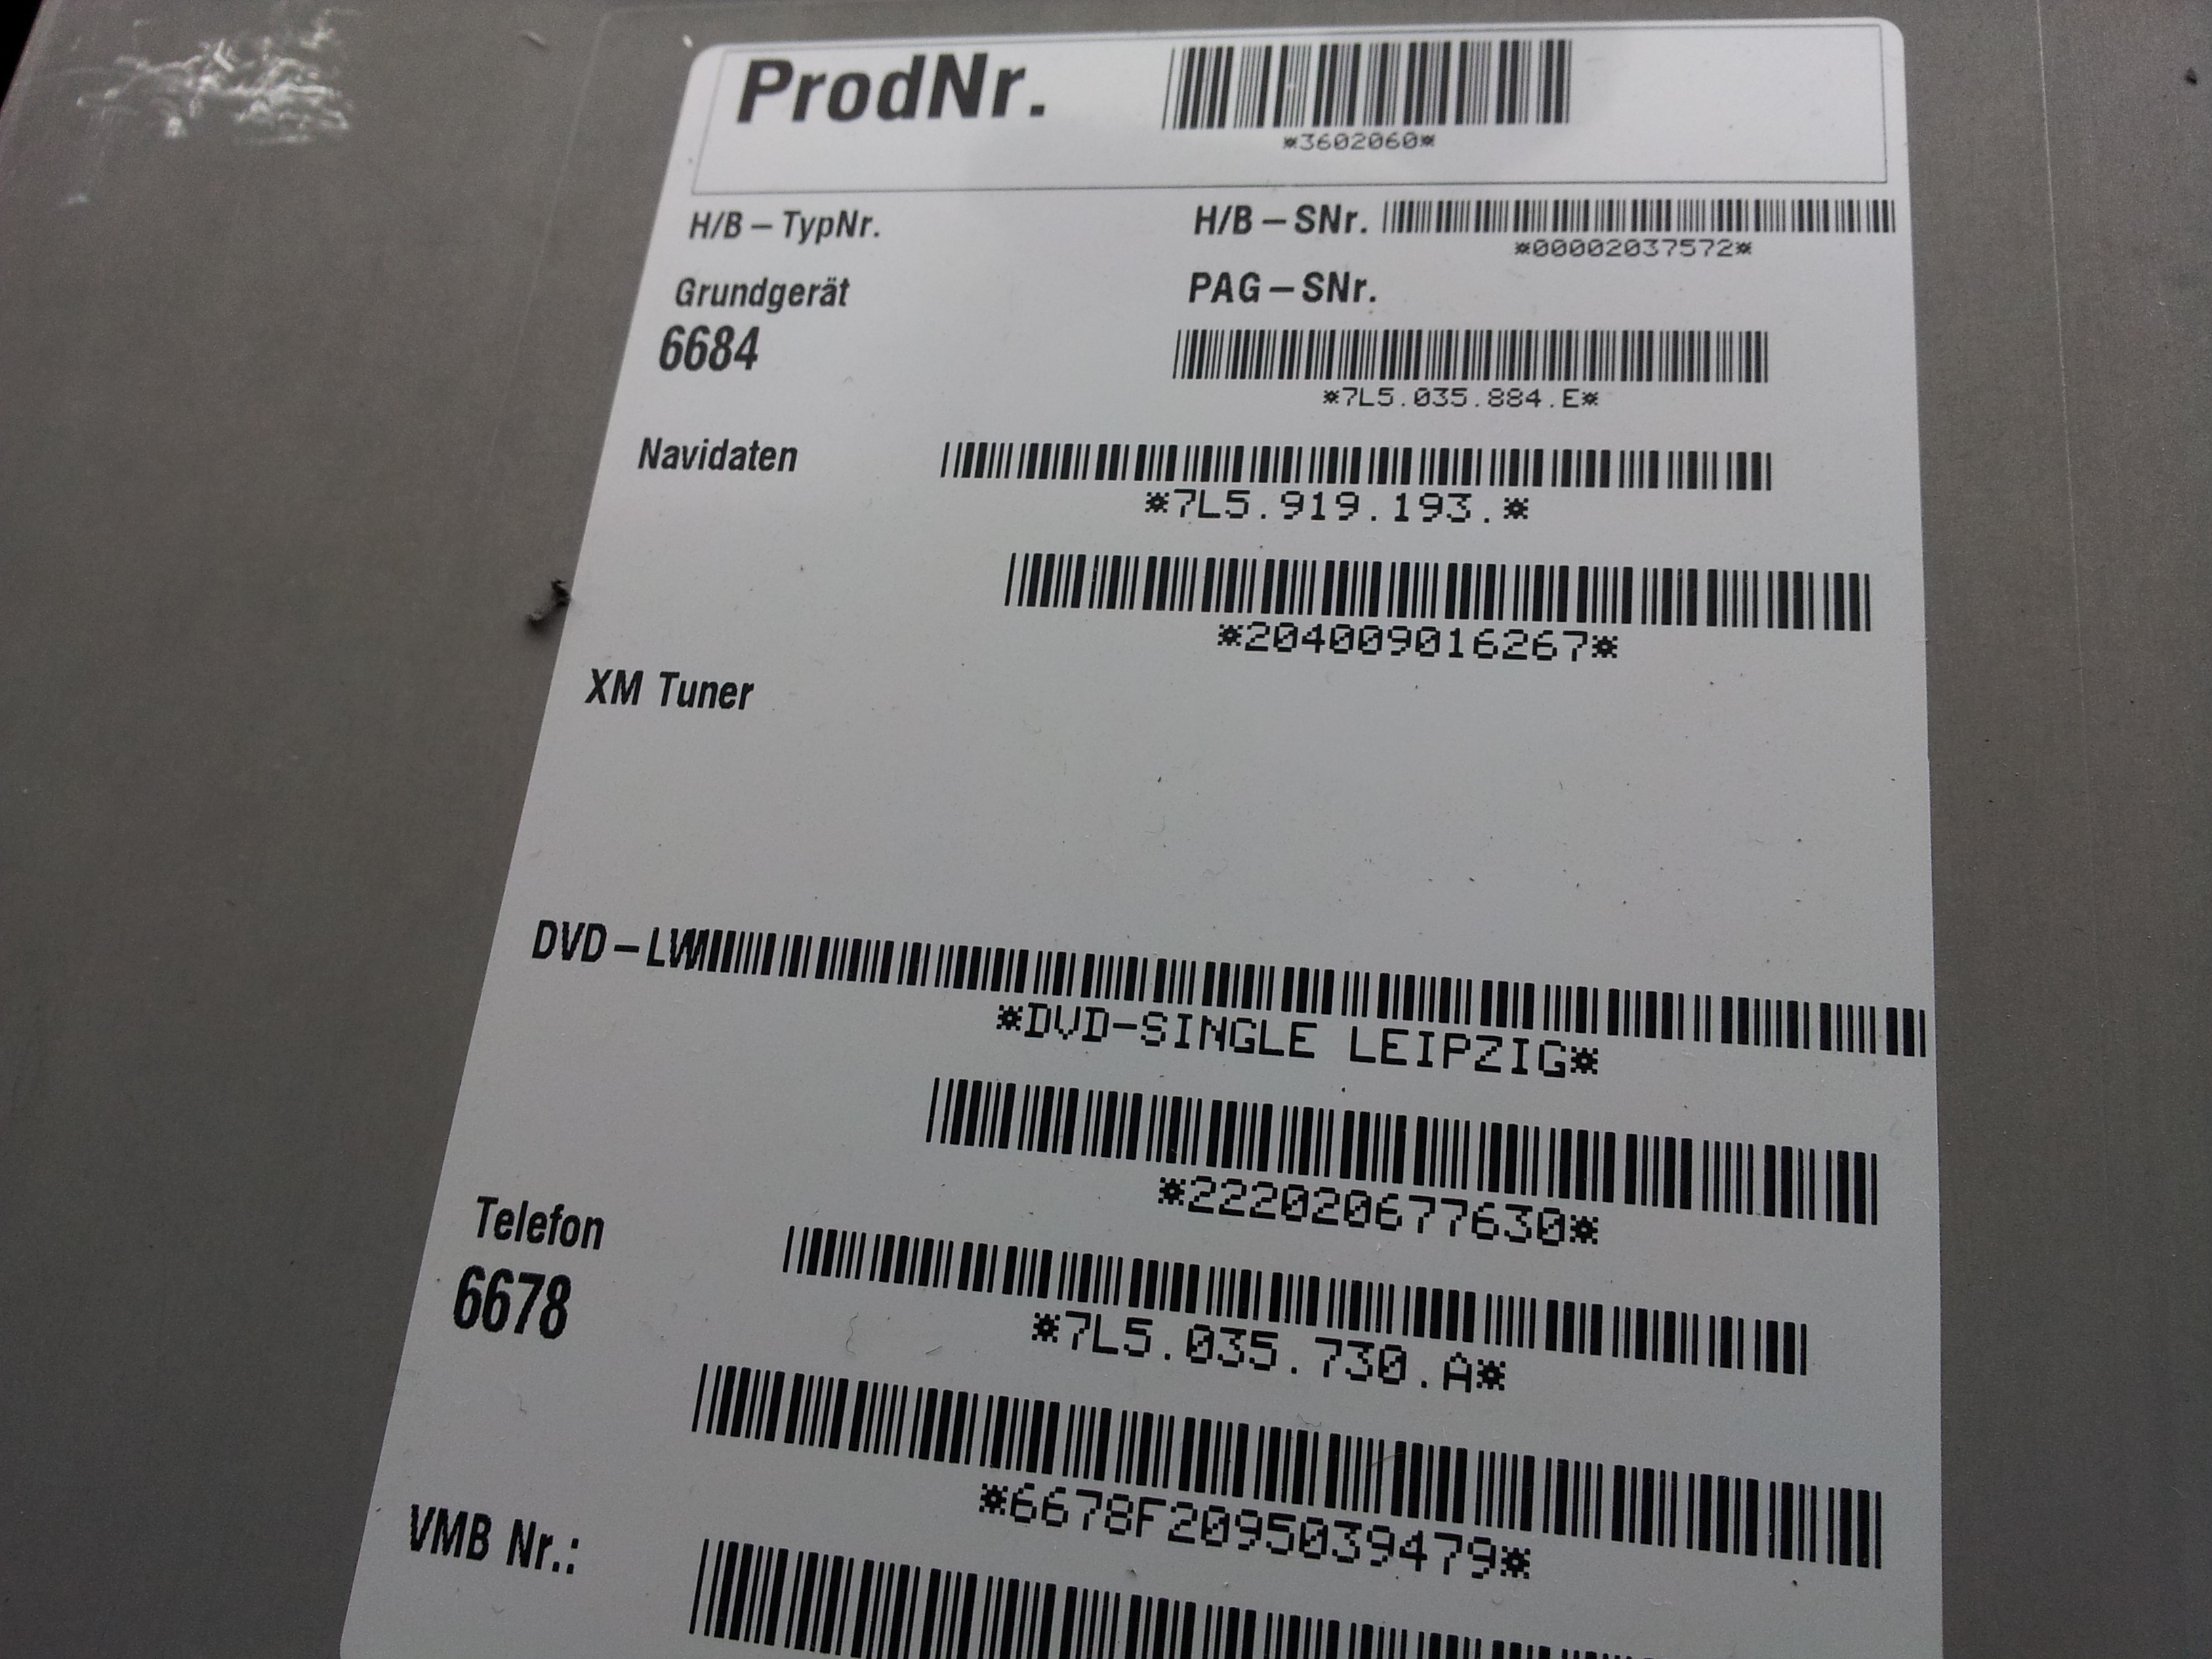 ProdNr.
*3602060*
H/B – TypNr.
H/B – SNr.
*00002037572*
Grundgerät
PAG – SNr.
6684
*7L5.035.884.E*
Navidaten
*7L5.919.193.*
*204009016267*
XM Tuner
DVD – LW
*DVD-SINGLE LEIPZIG*
*222020677630*
Telefon
6678
*7L5.035.730.A*
*6678F2095039479*
VMB Nr.: